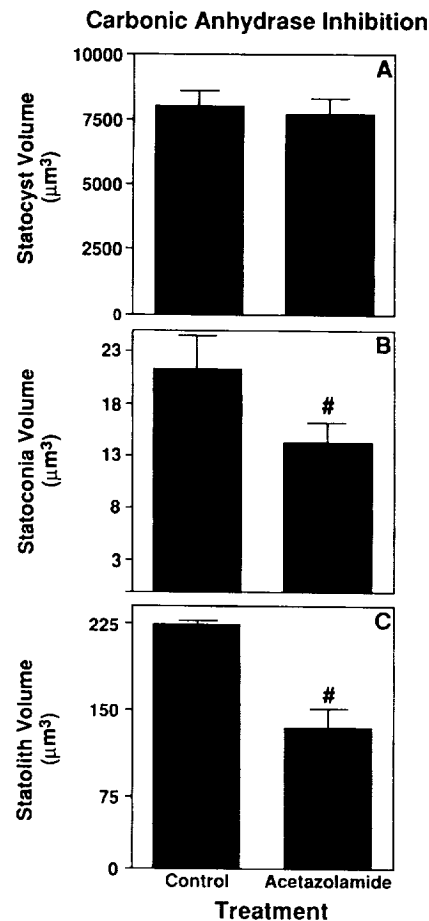 Carbonic Anhydrase Inhibition
A
10000
7500
5000
2500
0
Statocyst Volume
(μm³)
B
23
18
13
8
3
Statoconia Volume
(μm³)
#
C
225
150
75
0
Statolith Volume
(μm³)
#
Control Acetazolamide
Treatment